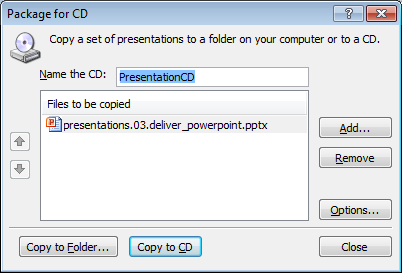 Package for CD
Copy a set of presentations to a folder on your computer or to a CD.
Name the CD: PresentationCD
Files to be copied
presentations.03.deliver_powerpoint.pptx
Add...
Remove
Options...
Copy to Folder... Copy to CD Close